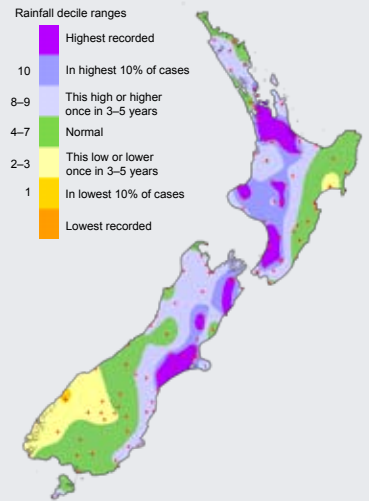 Rainfall decile ranges
Highest recorded
10 In highest 10% of cases
8–9 This high or higher
once in 3–5 years
4–7 Normal
2–3 This low or lower
once in 3–5 years
1 In lowest 10% of cases
Lowest recorded